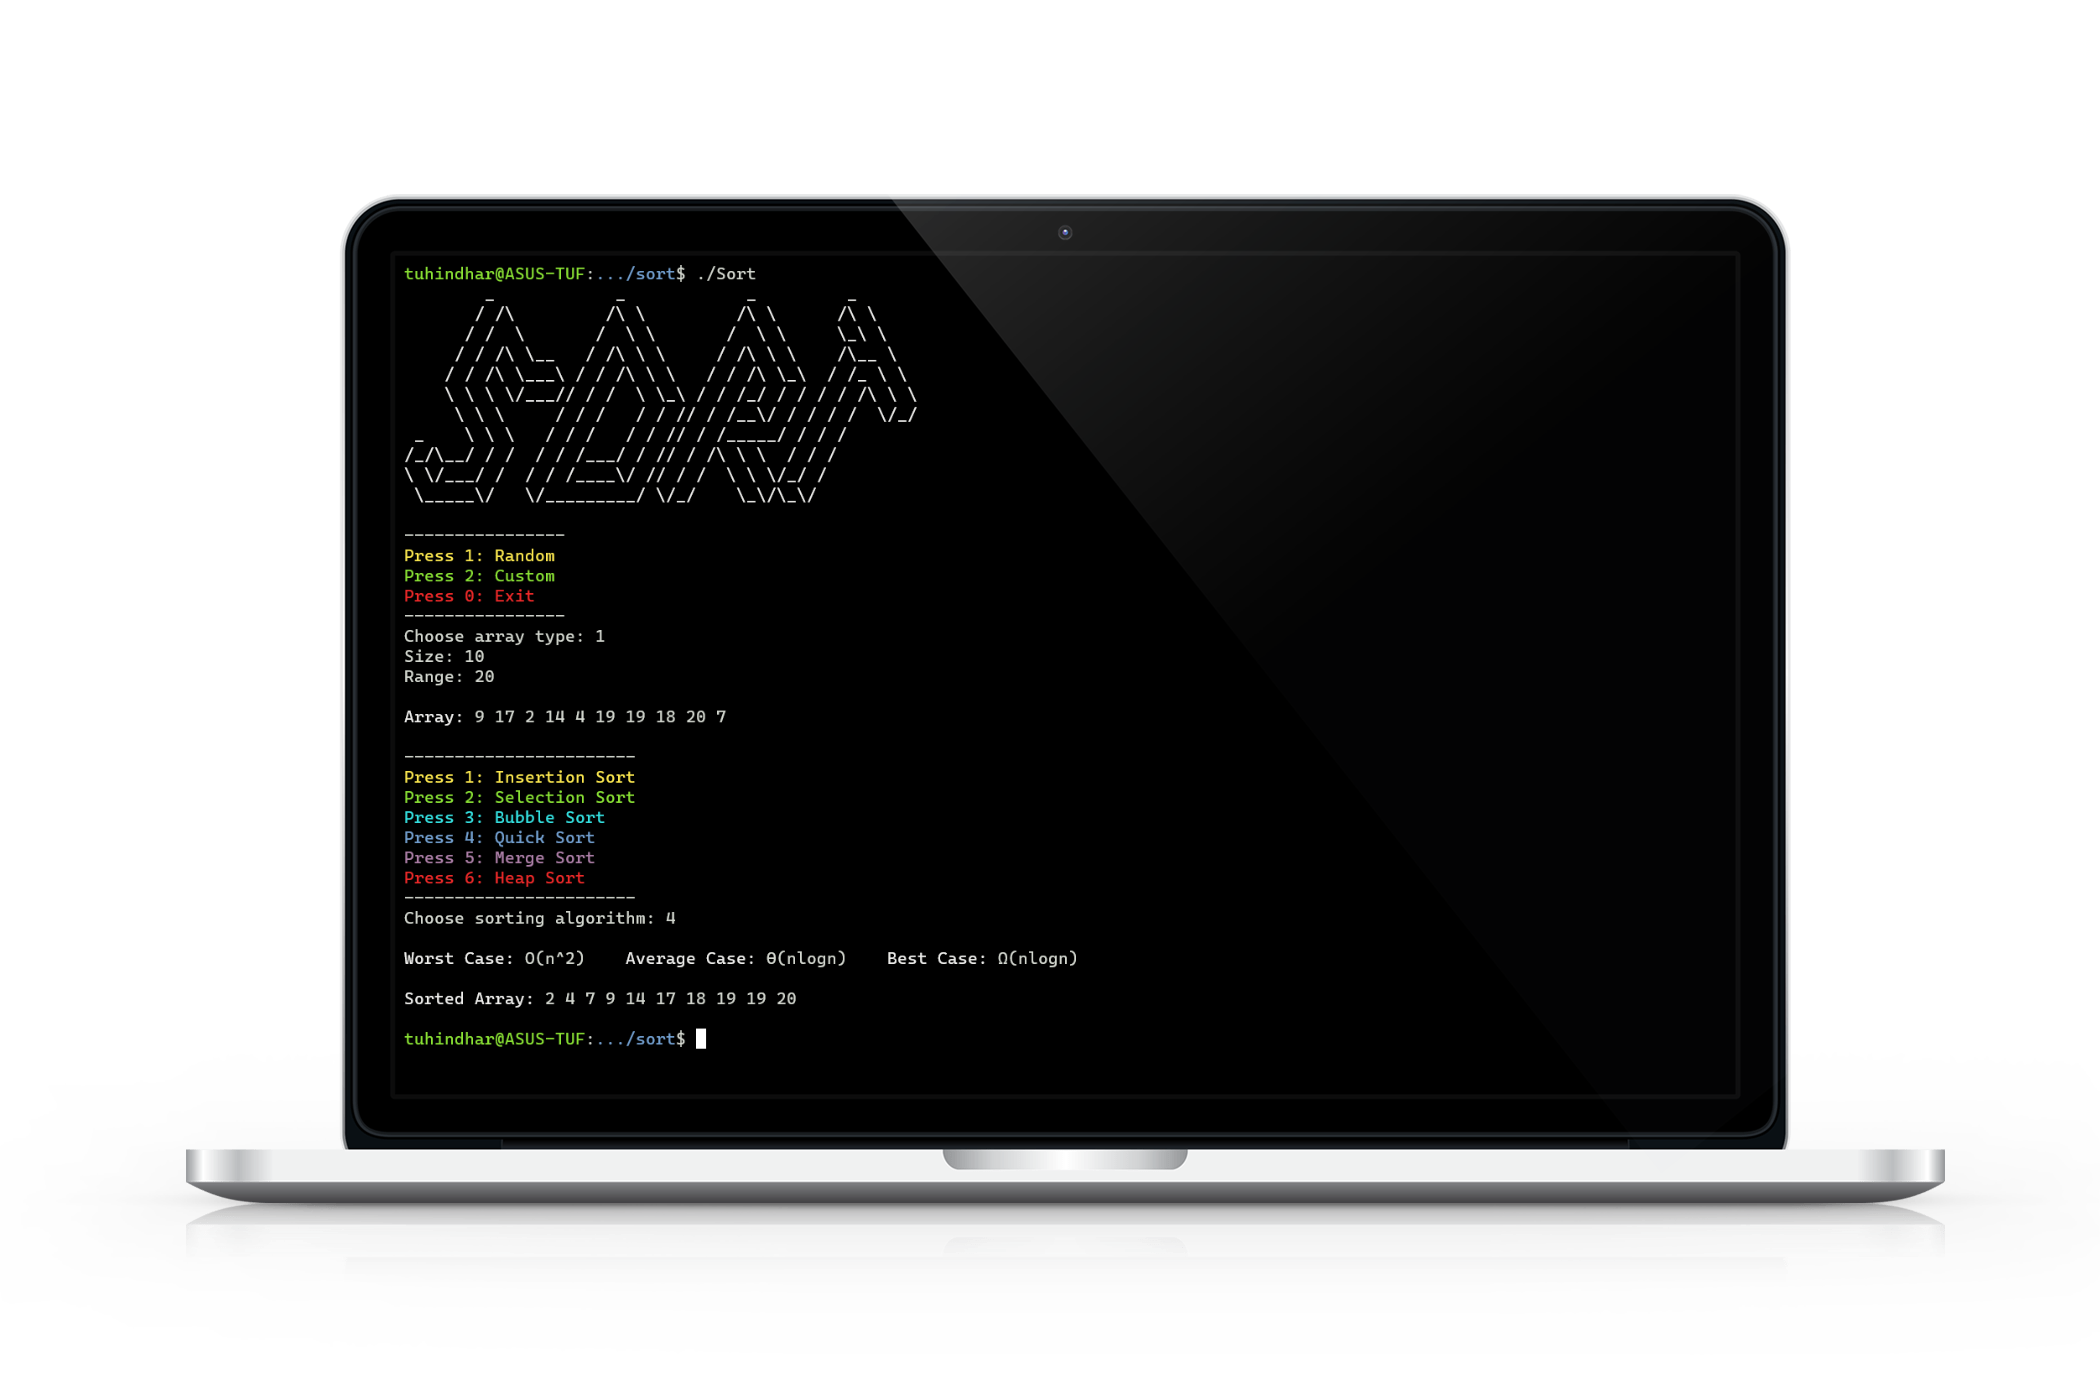 tuhindhar@ASUS-TUF:.../sort$ ./Sort
SORT
----------------
Press 1: Random
Press 2: Custom
Press 0: Exit
----------------
Choose array type: 1
Size: 10
Range: 20
Array: 9 17 2 14 4 19 19 18 20 7
-----------------------
Press 1: Insertion Sort
Press 2: Selection Sort
Press 3: Bubble Sort
Press 4: Quick Sort
Press 5: Merge Sort
Press 6: Heap Sort
-----------------------
Choose sorting algorithm: 4
Worst Case: O(n^2)    Average Case: Θ(nlogn)    Best Case: Ω(nlogn)
Sorted Array: 2 4 7 9 14 17 18 19 19 20
tuhindhar@ASUS-TUF:.../sort$